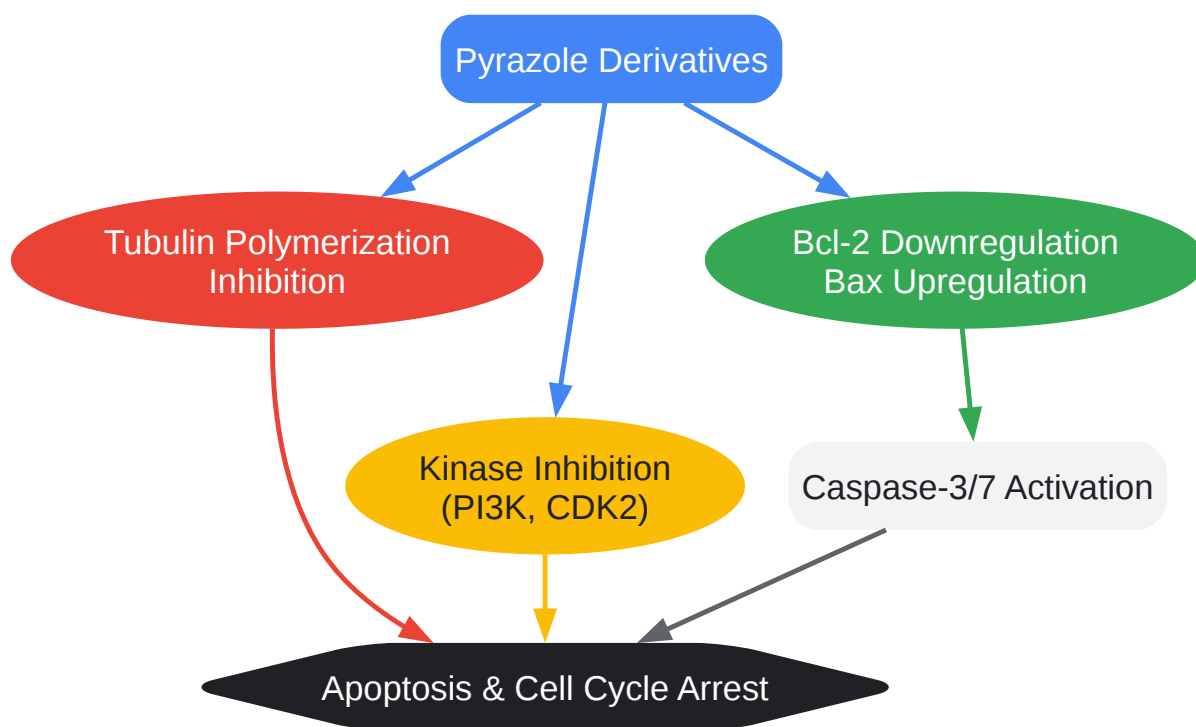 Pyrazole Derivatives
Tubulin Polymerization
Inhibition
Bcl-2 Downregulation
Bax Upregulation
Kinase Inhibition
(PI3K, CDK2)
Caspase-3/7 Activation
Apoptosis & Cell Cycle Arrest